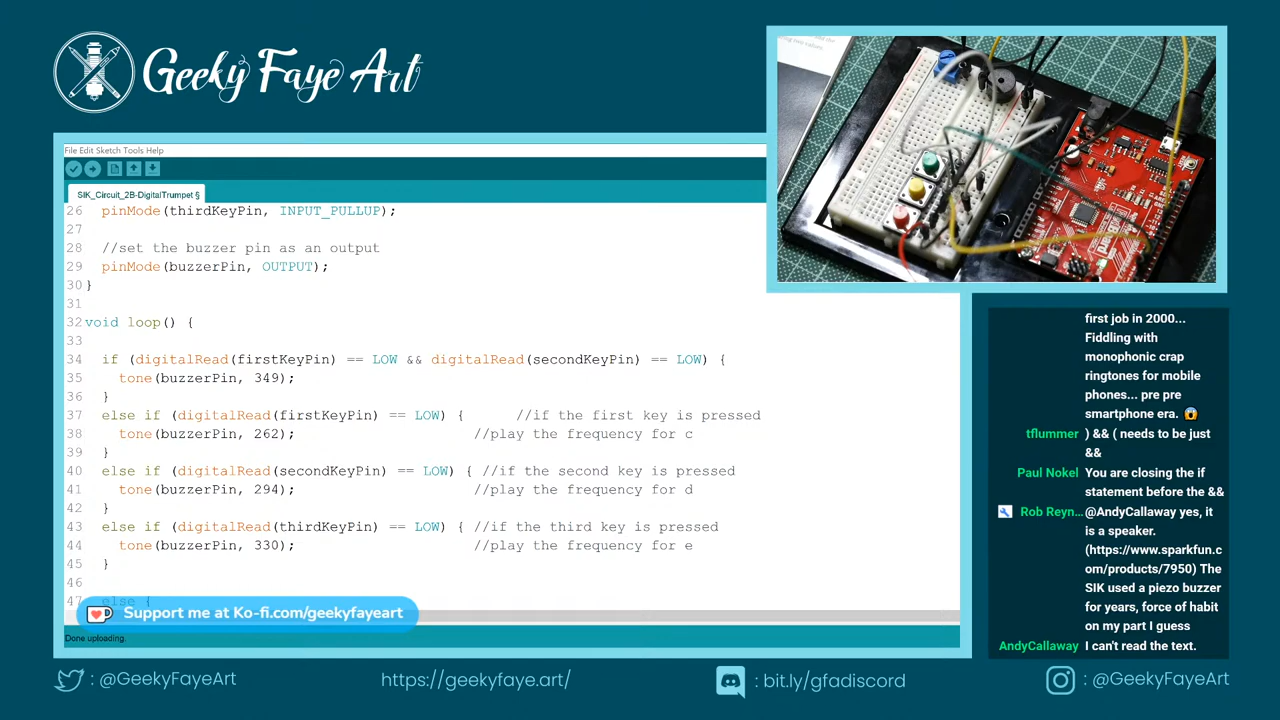 Geeky Faye Art
File Edit Sketch Tools Help
SIK_Circuit_2B-DigitalTrumpet §
26 pinMode(thirdKeyPin, INPUT_PULLUP);
27
28 //set the buzzer pin as an output
29 pinMode(buzzerPin, OUTPUT);
30 }
31
32 void loop() {
33
34 if (digitalRead(firstKeyPin) == LOW && digitalRead(secondKeyPin) == LOW) {
35 tone(buzzerPin, 349);
36 }
37 else if (digitalRead(firstKeyPin) == LOW) { //if the first key is pressed
38 tone(buzzerPin, 262); //play the frequency for c
39 }
40 else if (digitalRead(secondKeyPin) == LOW) { //if the second key is pressed
41 tone(buzzerPin, 294); //play the frequency for d
42 }
43 else if (digitalRead(thirdKeyPin) == LOW) { //if the third key is pressed
44 tone(buzzerPin, 330); //play the frequency for e
45 }
46
47 else {
Support me at Ko-fi.com/geekyfayeart
Done uploading.
first job in 2000...
Fiddling with
monophonic crap
ringtones for mobile
phones... pre pre
smartphone era. 😱
tflummer ) && ( needs to be just
&&
Paul Nokel You are closing the if
statement before the &&
Rob Reyn... @AndyCallaway yes, it
is a speaker.
(https://www.sparkfun.c
om/products/7950) The
SIK used a piezo buzzer
for years, force of habit
on my part I guess
AndyCallaway I can't read the text.
: @GeekyFayeArt
https://geekyfaye.art/
: bit.ly/gfadiscord
: @GeekyFayeArt